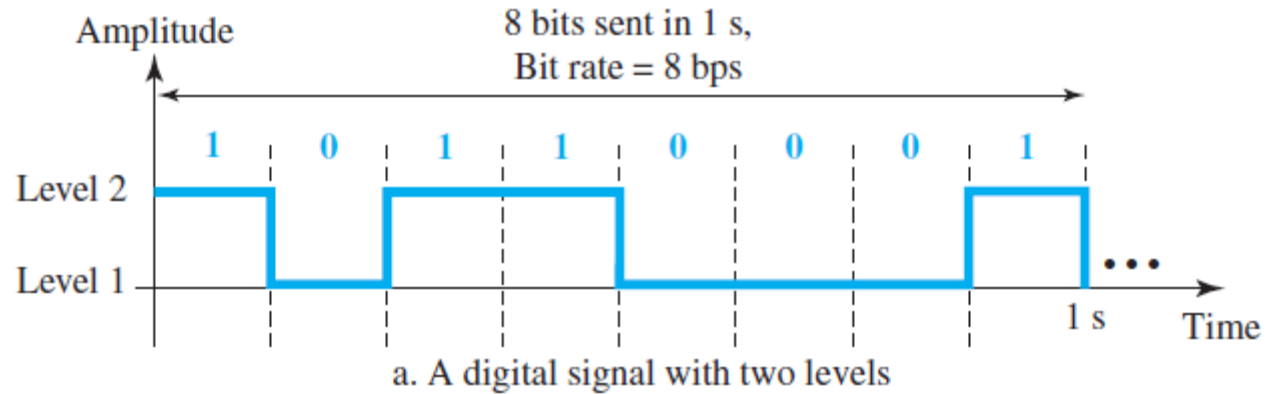 Amplitude
8 bits sent in 1 s,
Bit rate = 8 bps
1 0 1 1 0 0 0 1
Level 2
Level 1
1 s
Time
a. A digital signal with two levels